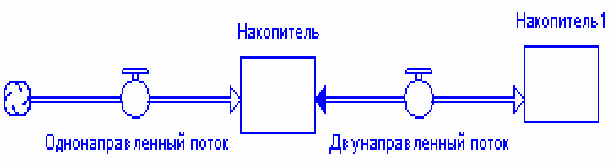 Накопитель1
Накопитель
Однонаправленный поток
Двунаправленный поток